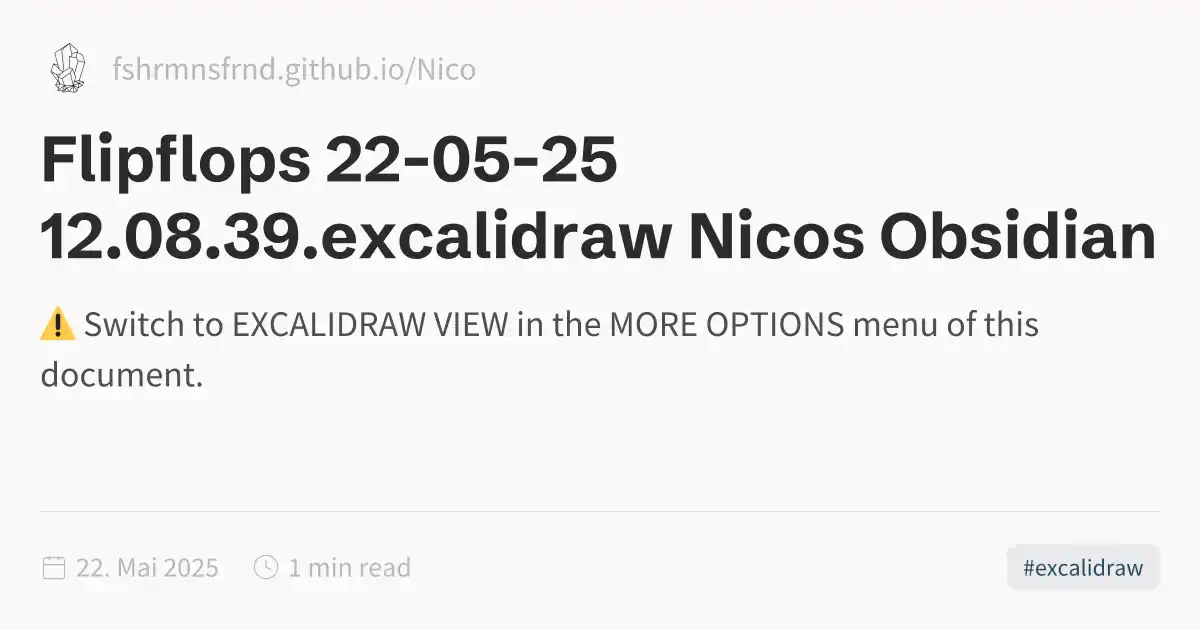 fshrmnsfrnd.github.io/Nico
Flipflops 22-05-25
12.08.39.excalidraw Nicos Obsidian
⚠️ Switch to EXCALIDRAW VIEW in the MORE OPTIONS menu of this
document.
22. Mai 2025
1 min read
#excalidraw